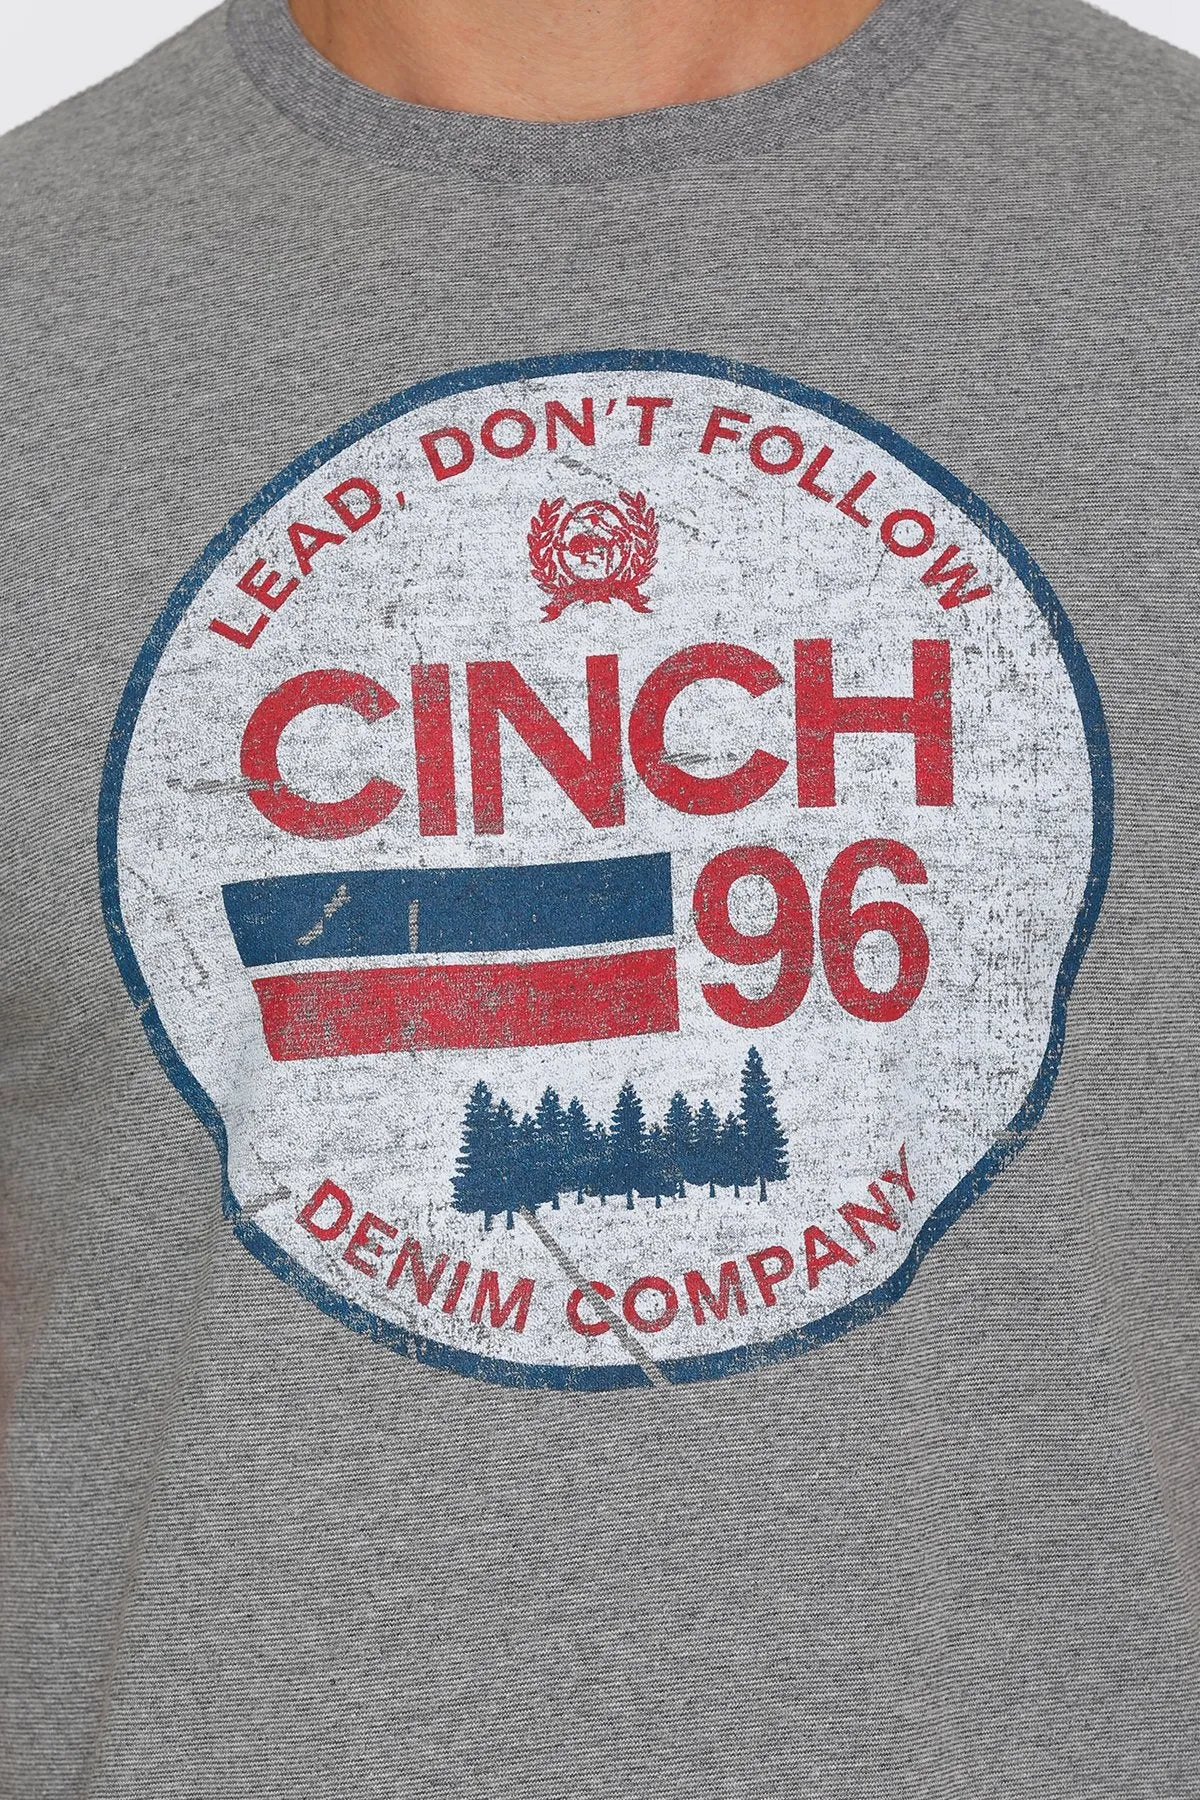 LEAD, DON'T FOLLOW
CINCH
96
DENIM COMPANY